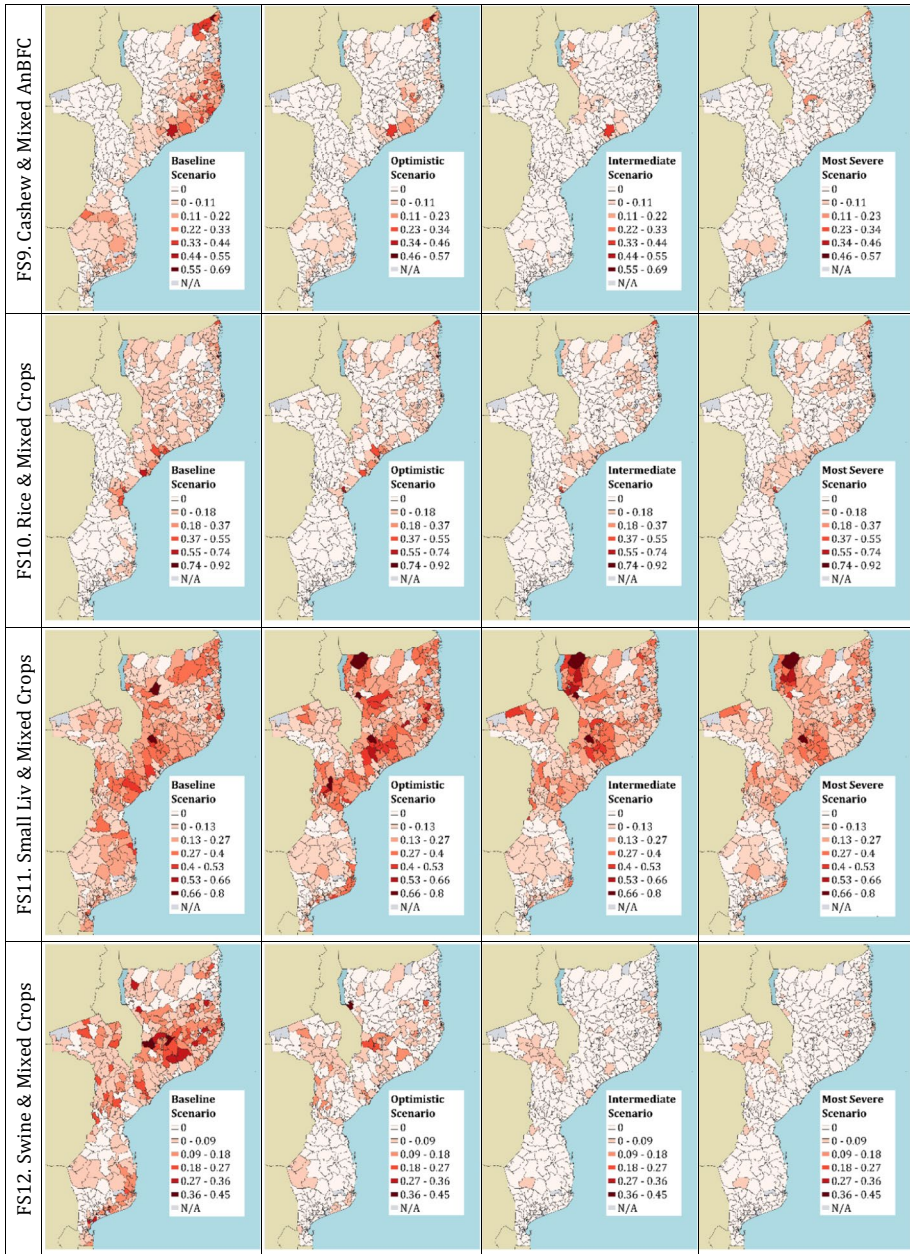 FS9. Cashew & Mixed AnBFC
Baseline
Scenario
0
0 - 0.11
0.11 - 0.22
0.22 - 0.33
0.33 - 0.44
0.44 - 0.55
0.55 - 0.69
N/A
Optimistic
Scenario
0
0 - 0.11
0.11 - 0.23
0.23 - 0.34
0.34 - 0.46
0.46 - 0.57
N/A
Intermediate
Scenario
0
0 - 0.11
0.11 - 0.22
0.22 - 0.33
0.33 - 0.44
0.44 - 0.55
0.55 - 0.69
N/A
Most Severe
Scenario
0
0 - 0.11
0.11 - 0.23
0.23 - 0.34
0.34 - 0.46
0.46 - 0.57
N/A
FS10. Rice & Mixed Crops
Baseline
Scenario
0
0 - 0.18
0.18 - 0.37
0.37 - 0.55
0.55 - 0.74
0.74 - 0.92
N/A
Optimistic
Scenario
0
0 - 0.18
0.18 - 0.37
0.37 - 0.55
0.55 - 0.74
0.74 - 0.92
N/A
Intermediate
Scenario
0
0 - 0.18
0.18 - 0.37
0.37 - 0.55
0.55 - 0.74
0.74 - 0.92
N/A
Most Severe
Scenario
0
0 - 0.18
0.18 - 0.37
0.37 - 0.55
0.55 - 0.74
0.74 - 0.92
N/A
FS11. Small Liv & Mixed Crops
Baseline
Scenario
0
0 - 0.13
0.13 - 0.27
0.27 - 0.4
0.4 - 0.53
0.53 - 0.66
0.66 - 0.8
N/A
Optimistic
Scenario
0
0 - 0.13
0.13 - 0.27
0.27 - 0.4
0.4 - 0.53
0.53 - 0.66
0.66 - 0.8
N/A
Intermediate
Scenario
0
0 - 0.13
0.13 - 0.27
0.27 - 0.4
0.4 - 0.53
0.53 - 0.66
0.66 - 0.8
N/A
Most Severe
Scenario
0
0 - 0.13
0.13 - 0.27
0.27 - 0.4
0.4 - 0.53
0.53 - 0.66
0.66 - 0.8
N/A
FS12. Swine & Mixed Crops
Baseline
Scenario
0
0 - 0.09
0.09 - 0.18
0.18 - 0.27
0.27 - 0.36
0.36 - 0.45
N/A
Optimistic
Scenario
0
0 - 0.09
0.09 - 0.18
0.18 - 0.27
0.27 - 0.36
0.36 - 0.45
N/A
Intermediate
Scenario
0
0 - 0.09
0.09 - 0.18
0.18 - 0.27
0.27 - 0.36
0.36 - 0.45
N/A
Most Severe
Scenario
0
0 - 0.09
0.09 - 0.18
0.18 - 0.27
0.27 - 0.36
0.36 - 0.45
N/A